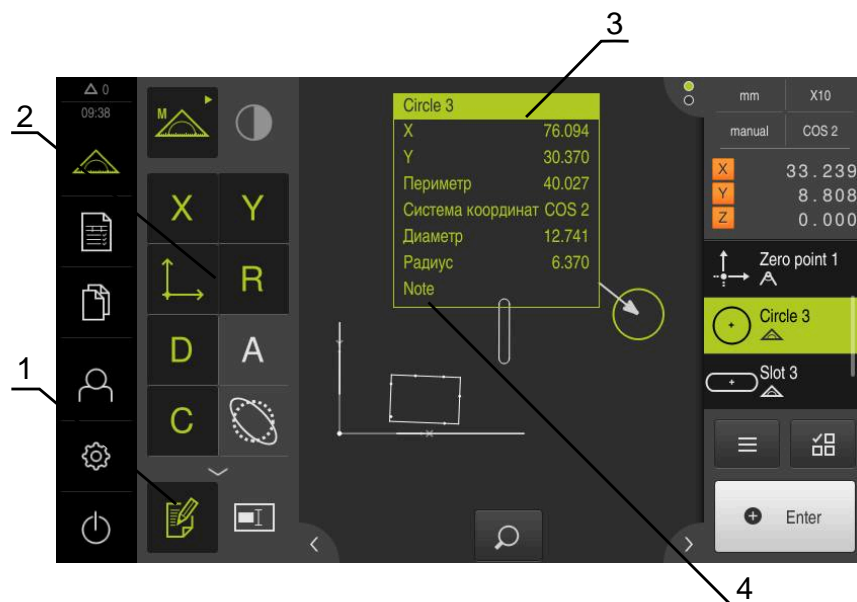 3
0
09:38
2
M
X
Y
R
D
A
C
1
Circle 3
X 76.094
Y 30.370
Периметр 40.027
Система координат COS 2
Диаметр 12.741
Радиус 6.370
Note
mm X10
manual COS 2
X 33.239
Y 8.808
Z 0.000
Zero point 1
Circle 3
Slot 3
Enter
4